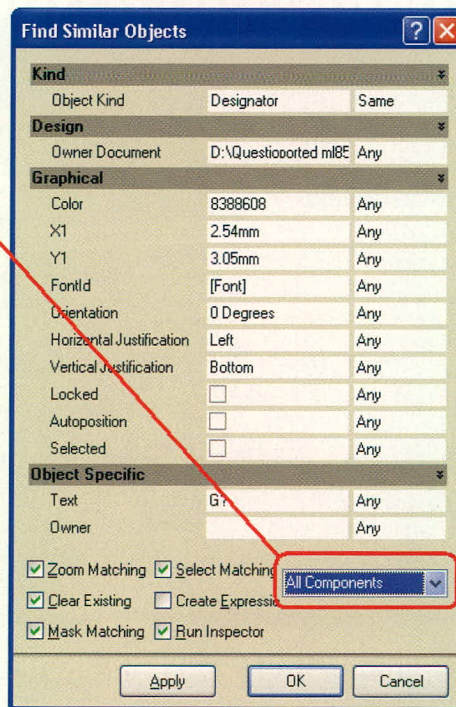 Find Similar Objects
Kind
Object Kind Designator Same
Design
Owner Document D:\Questioported ml85 Any
Graphical
Color 8388608 Any
X1 2.54mm Any
Y1 3.05mm Any
FontId [Font] Any
Orientation 0 Degrees Any
Horizontal Justification Left Any
Vertical Justification Bottom Any
Locked Any
Autoposition Any
Selected Any
Object Specific
Text G? Any
Owner Any
Zoom Matching Select Matching All Components
Clear Existing Create Expressio
Mask Matching Run Inspector
Apply OK Cancel